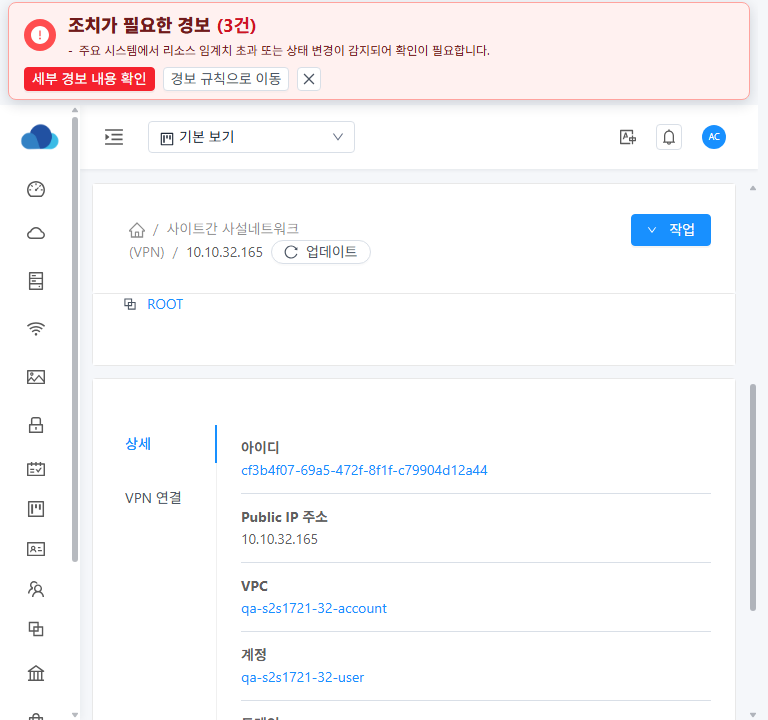 조치가 필요한 경보 (3건)
- 주요 시스템에서 리소스 임계치 초과 또는 상태 변경이 감지되어 확인이 필요합니다.
세부 경보 내용 확인
경보 규칙으로 이동
기본 보기
AC
/ 사이트간 사설네트워크
(VPN) / 10.10.32.165
업데이트
작업
ROOT
상세
VPN 연결
아이디
cf3b4f07-69a5-472f-8f1f-c79904d12a44
Public IP 주소
10.10.32.165
VPC
qa-s2s1721-32-account
계정
qa-s2s1721-32-user